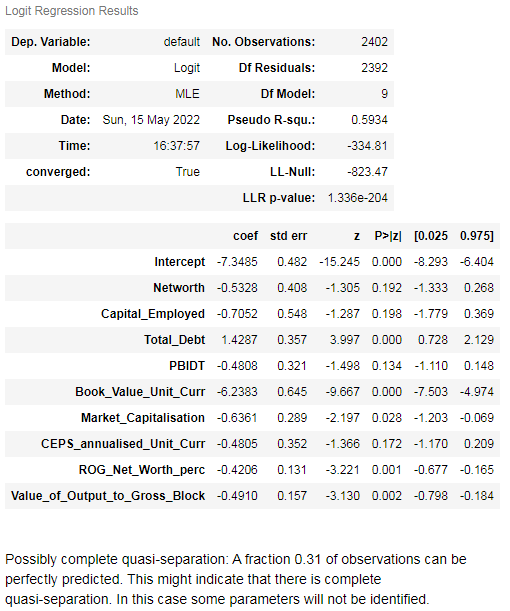 Logit Regression Results
Dep. Variable: default No. Observations: 2402
Model: Logit Df Residuals: 2392
Method: MLE Df Model: 9
Date: Sun, 15 May 2022 Pseudo R-squ.: 0.5934
Time: 16:37:57 Log-Likelihood: -334.81
converged: True LL-Null: -823.47
LLR p-value: 1.336e-204
coef std err z P>|z| [0.025 0.975]
Intercept -7.3485 0.482 -15.245 0.000 -8.293 -6.404
Networth -0.5328 0.408 -1.305 0.192 -1.333 0.268
Capital_Employed -0.7052 0.548 -1.287 0.198 -1.779 0.369
Total_Debt 1.4287 0.357 3.997 0.000 0.728 2.129
PBIDT -0.4808 0.321 -1.498 0.134 -1.110 0.148
Book_Value_Unit_Curr -6.2383 0.645 -9.667 0.000 -7.503 -4.974
Market_Capitalisation -0.6361 0.289 -2.197 0.028 -1.203 -0.069
CEPS_annualised_Unit_Curr -0.4805 0.352 -1.366 0.172 -1.170 0.209
ROG_Net_Worth_perc -0.4206 0.131 -3.221 0.001 -0.677 -0.165
Value_of_Output_to_Gross_Block -0.4910 0.157 -3.130 0.002 -0.798 -0.184
Possibly complete quasi-separation: A fraction 0.31 of observations can be
perfectly predicted. This might indicate that there is complete
quasi-separation. In this case some parameters will not be identified.